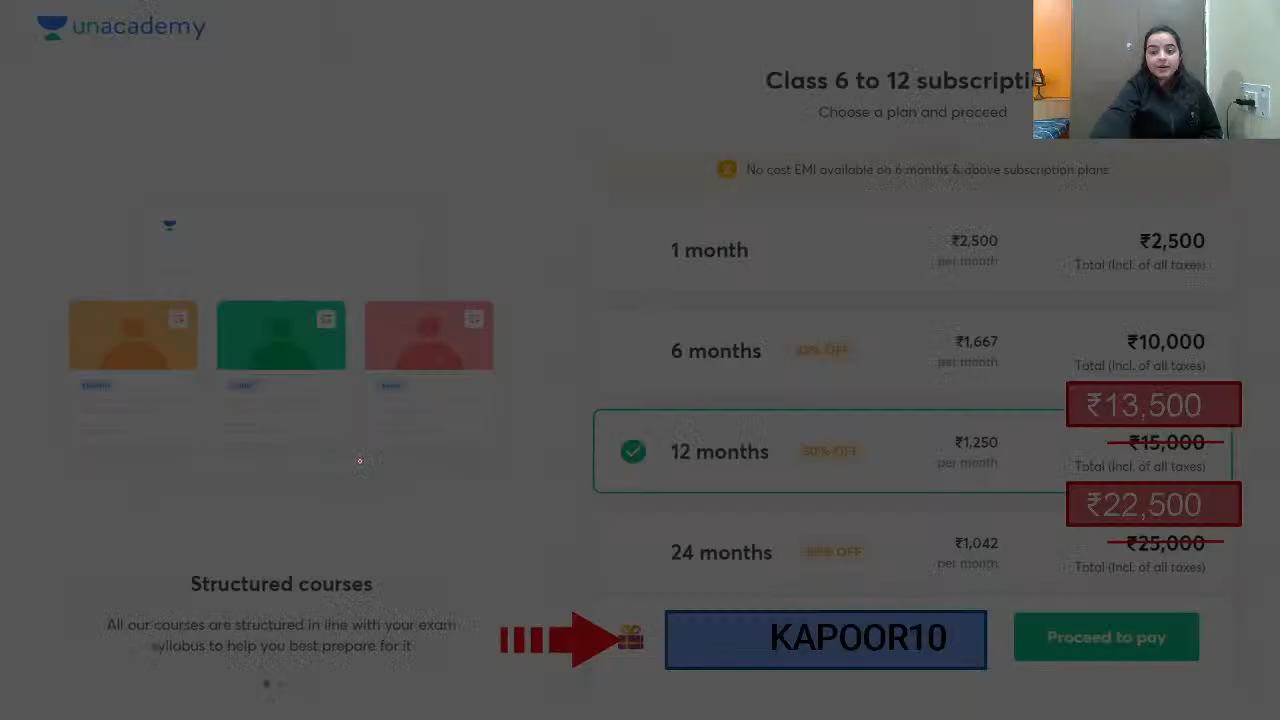 unacademy
Class 6 to 12 subscripti
Choose a plan and proceed
No cost EMI available on 6 months & above subscription plans
1 month
₹2,500
per month
₹2,500
Total (Incl. of all taxes)
6 months
₹1,667
per month
₹10,000
Total (Incl. of all taxes)
₹13,500
12 months
50% OFF
₹1,250
per month
₹15,000
Total (Incl. of all taxes)
₹22,500
24 months
OFF
₹1,042
per month
₹25,000
Total (Incl. of all taxes)
Structured courses
All our courses are structured in line with your exam
syllabus to help you best prepare for it
KAPOOR10
Proceed to pay